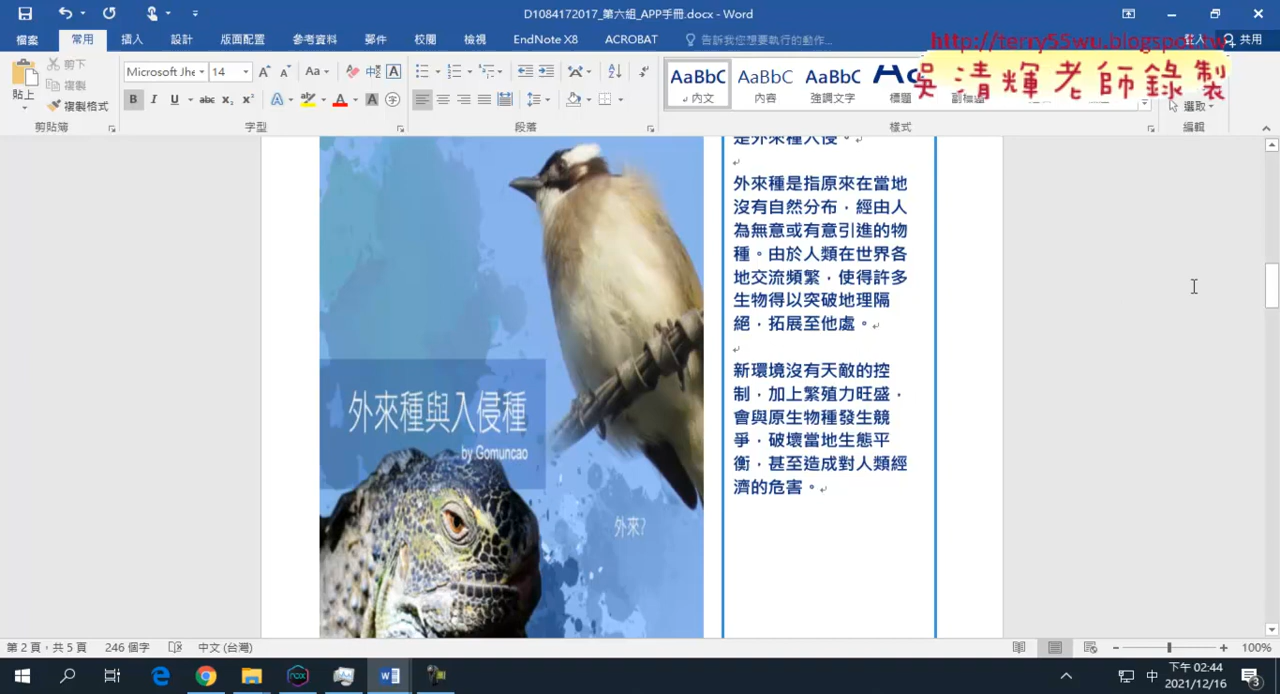 D1084172017_第六組_APP手冊.docx - Word
檔案 常用 插入 設計 版面配置 參考資料 郵件 校閱 檢視 EndNote X8 ACROBAT 告訴我您想要執行的動作... 登入 共用
http://terry55wu.blogspot.tw
吳清輝老師錄製
貼上 剪下 複製 複製格式
Microsoft Jhe 14
AaBbC AaBbC AaBbC
內文 內容 強調文字 標題 副標題
選取
剪貼簿 字型 段落 樣式 編輯
是外來種入侵。
外來種是指原來在當地
沒有自然分布，經由人
為無意或有意引進的物
種。由於人類在世界各
地交流頻繁，使得許多
生物得以突破地理隔
絕，拓展至他處。
新環境沒有天敵的控
制，加上繁殖力旺盛，
會與原生物種發生競
爭，破壞當地生態平
衡，甚至造成對人類經
濟的危害。
外來種與入侵種
by Gomuncao
外來?
第 2 頁，共 5 頁 246 個字 中文 (台灣) 100%
nox
中 下午 02:44
2021/12/16
3